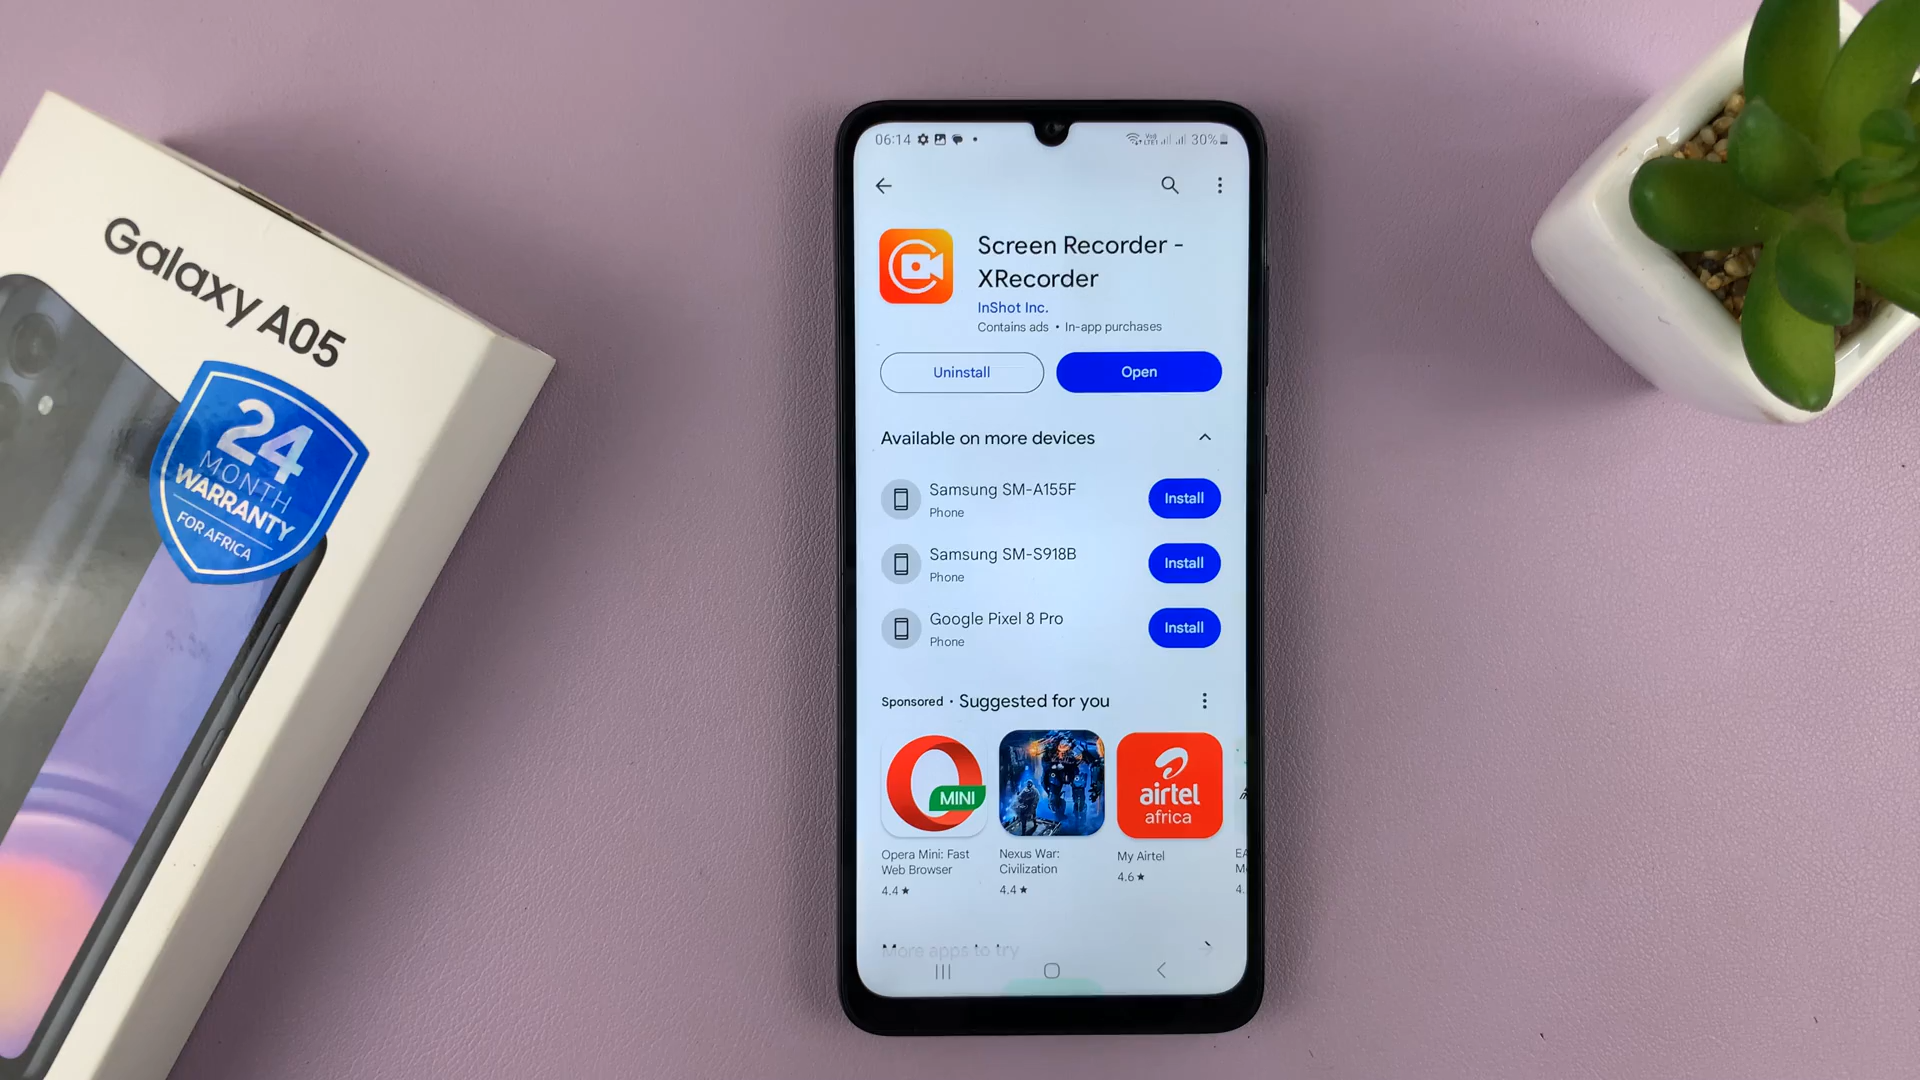 Galaxy A05
24
MONTH
WARRANTY
FOR AFRICA
06:14
30%
Screen Recorder -
XRecorder
InShot Inc.
Contains ads • In-app purchases
Uninstall
Open
Available on more devices
Samsung SM-A155F
Phone
Install
Samsung SM-S918B
Phone
Install
Google Pixel 8 Pro
Phone
Install
Sponsored • Suggested for you
MINI
airtel
africa
Opera Mini: Fast
Web Browser
4.4★
Nexus War:
Civilization
4.4★
My Airtel
4.6★
More apps to try